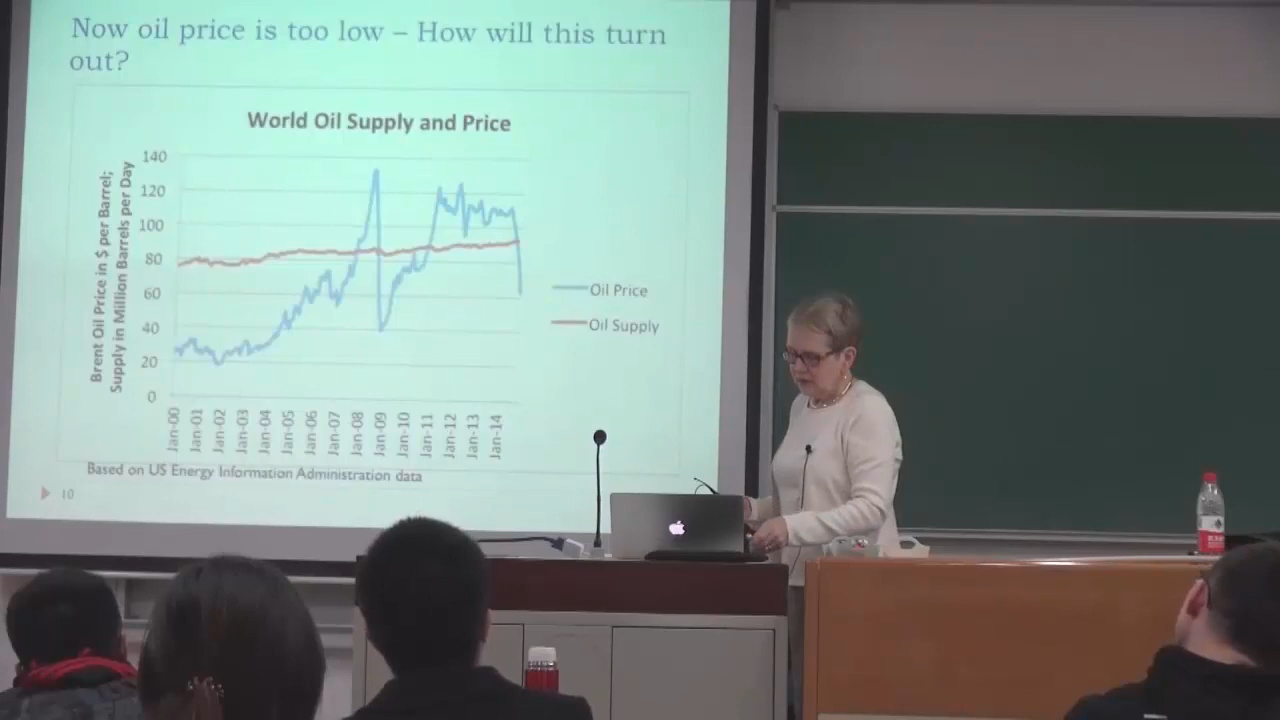 Now oil price is too low – How will this turn
out?
World Oil Supply and Price
Brent Oil Price in $ per Barrel;
Supply in Million Barrels per Day
140
120
100
80
60
40
20
0
Jan-00
Jan-01
Jan-02
Jan-03
Jan-04
Jan-05
Jan-06
Jan-07
Jan-08
Jan-09
Jan-10
Jan-11
Jan-12
Jan-13
Jan-14
Oil Price
Oil Supply
Based on US Energy Information Administration data
10